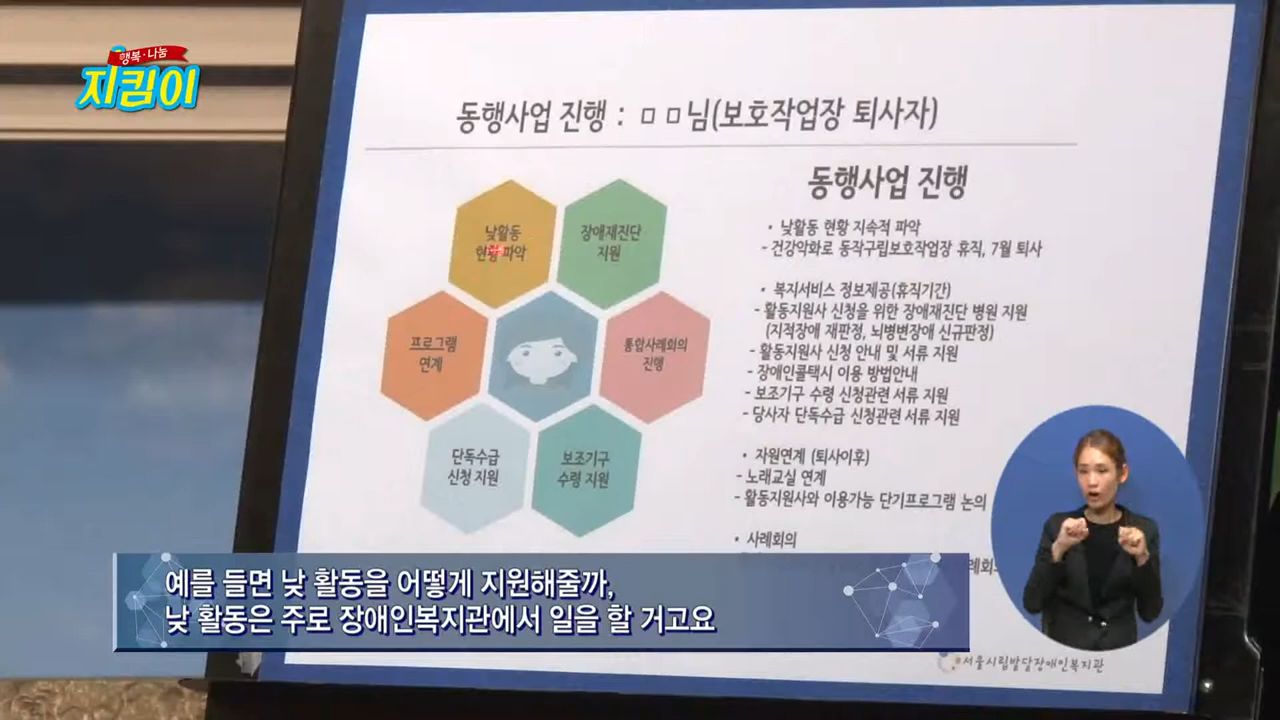 행복·나눔
지킴이
동행사업 진행 : ㅁㅁ님(보호작업장 퇴사자)
낮활동
현황 파악
장애재진단
지원
프로그램
연계
통합사례회의
진행
단독수급
신청 지원
보조기구
수령 지원
동행사업 진행
• 낮활동 현황 지속적 파악
- 건강악화로 동작구립보호작업장 휴직, 7월 퇴사
• 복지서비스 정보제공(휴직기간)
- 활동지원사 신청을 위한 장애재진단 병원 지원
(지적장애 재판정, 뇌병변장애 신규판정)
- 활동지원사 신청 안내 및 서류 지원
- 장애인콜택시 이용 방법안내
- 보조기구 수령 신청관련 서류 지원
- 당사자 단독수급 신청관련 서류 지원
• 자원연계 (퇴사이후)
- 노래교실 연계
- 활동지원사와 이용가능 단기프로그램 논의
• 사례회의
예를 들면 낮 활동을 어떻게 지원해줄까,
낮 활동은 주로 장애인복지관에서 일을 할 거고요
서울시립발달장애인복지관